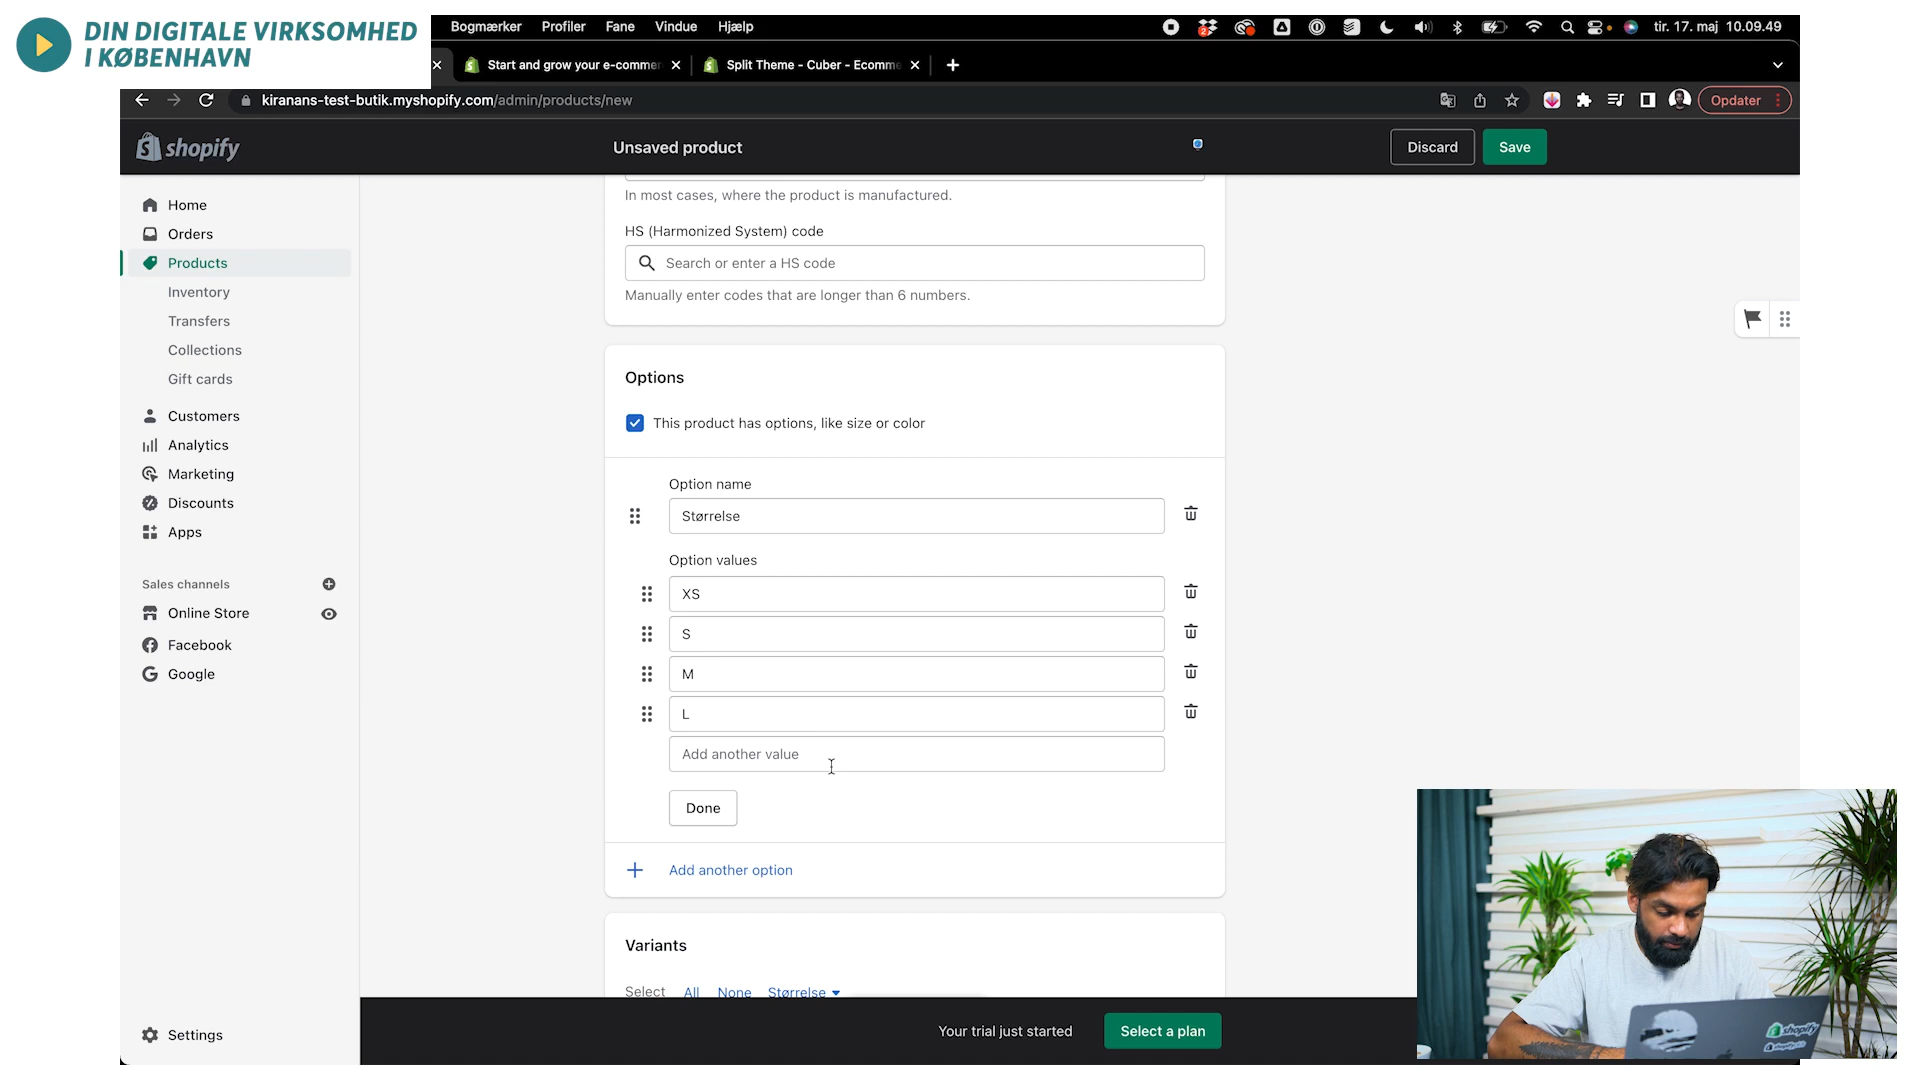 DIN DIGITALE VIRKSOMHED
I KØBENHAVN
Bogmærker Profiler Fane Vindue Hjælp
2
tir. 17. maj 10.09.49
Start and grow your e-commer
Split Theme - Cuber - Ecomme
kiranans-test-butik.myshopify.com/admin/products/new
Opdater
shopify
Unsaved product
Discard
Save
Home
Orders
Products
Inventory
Transfers
Collections
Gift cards
Customers
Analytics
Marketing
Discounts
Apps
Sales channels
Online Store
Facebook
Google
Settings
In most cases, where the product is manufactured.
HS (Harmonized System) code
Search or enter a HS code
Manually enter codes that are longer than 6 numbers.
Options
This product has options, like size or color
Option name
Størrelse
Option values
XS
S
M
L
Add another value
Done
Add another option
Variants
Select All None Størrelse
Your trial just started
Select a plan
shopify